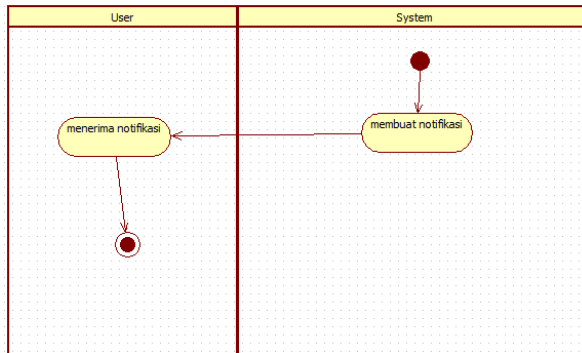 User
System
menerima notifikasi
membuat notifikasi